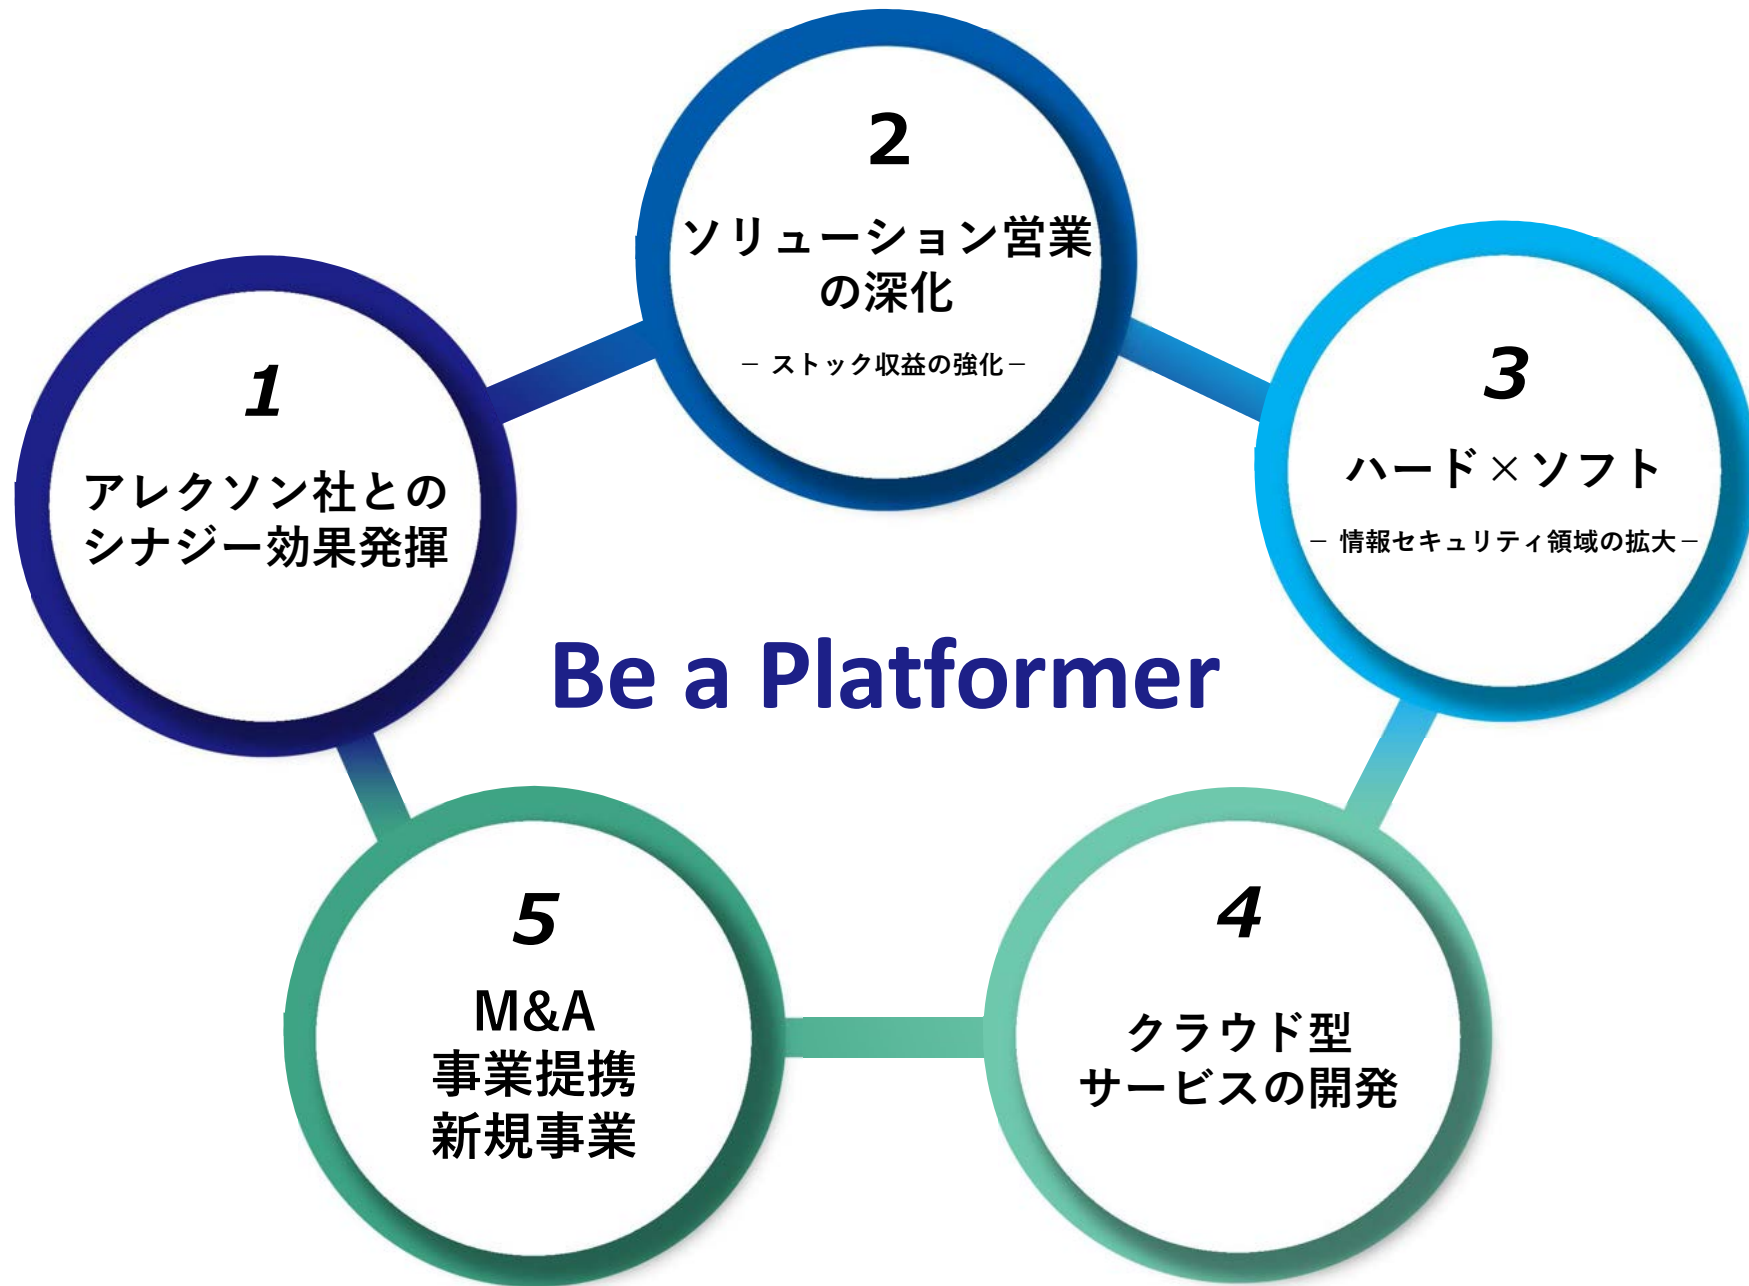 1
アレクソン社との
シナジー効果発揮
2
ソリューション営業
の深化
− ストック収益の強化−
3
ハード×ソフト
− 情報セキュリティ領域の拡大−
Be a Platformer
4
クラウド型
サービスの開発
5
M&A
事業提携
新規事業